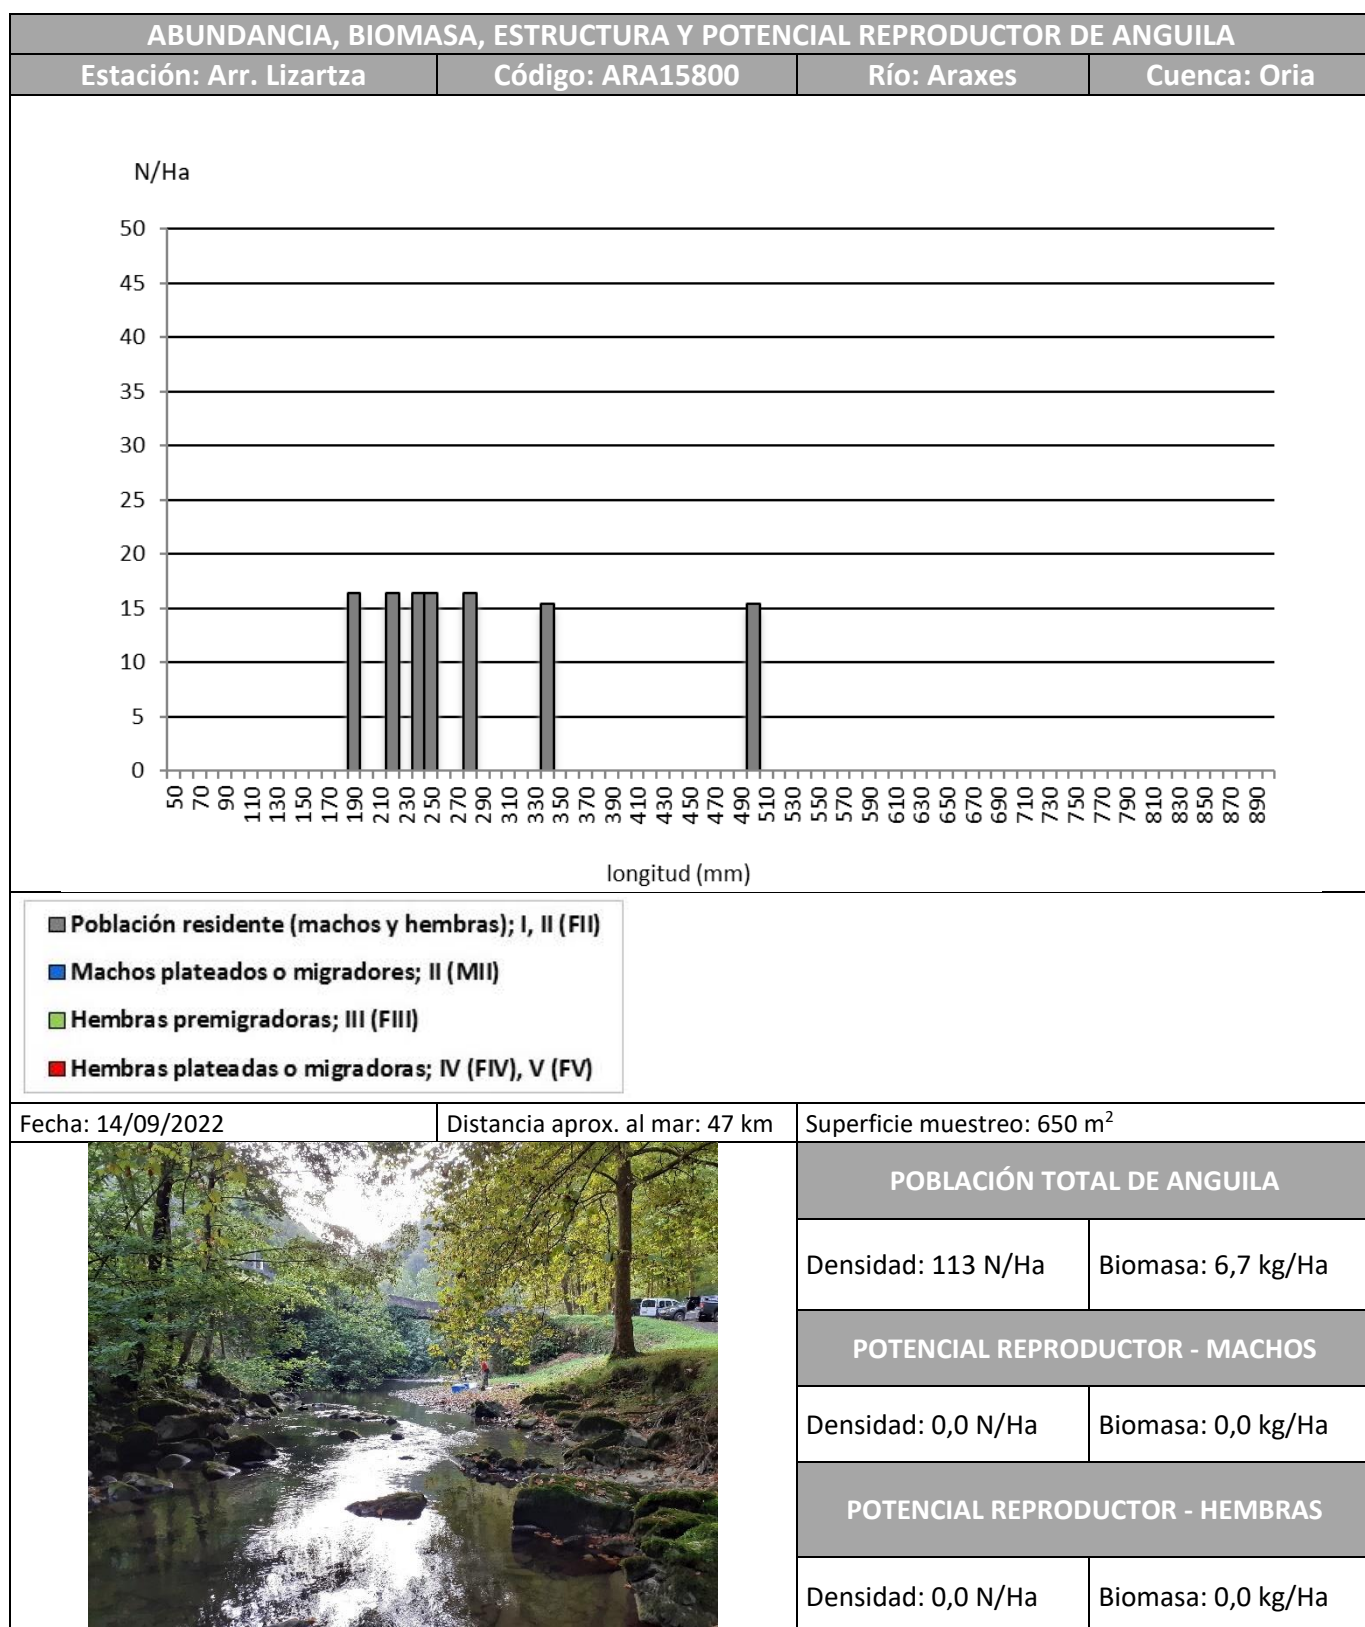 ABUNDANCIA, BIOMASA, ESTRUCTURA Y POTENCIAL REPRODUCTOR DE ANGUILA
Estación: Arr. Lizartza Código: ARA15800 Río: Araxes Cuenca: Oria
N/Ha
50
45
40
35
30
25
20
15
10
5
0
50 70 90 110 130 150 170 190 210 230 250 270 290 310 330 350 370 390 410 430 450 470 490 510 530 550 570 590 610 630 650 670 690 710 730 750 770 790 810 830 850 870 890
longitud (mm)
Población residente (machos y hembras); I, II (FII)
Machos plateados o migradores; II (MII)
Hembras premigradoras; III (FIII)
Hembras plateadas o migradoras; IV (FIV), V (FV)
Fecha: 14/09/2022 Distancia aprox. al mar: 47 km Superficie muestreo: 650 m²
POBLACIÓN TOTAL DE ANGUILA
Densidad: 113 N/Ha Biomasa: 6,7 kg/Ha
POTENCIAL REPRODUCTOR - MACHOS
Densidad: 0,0 N/Ha Biomasa: 0,0 kg/Ha
POTENCIAL REPRODUCTOR - HEMBRAS
Densidad: 0,0 N/Ha Biomasa: 0,0 kg/Ha